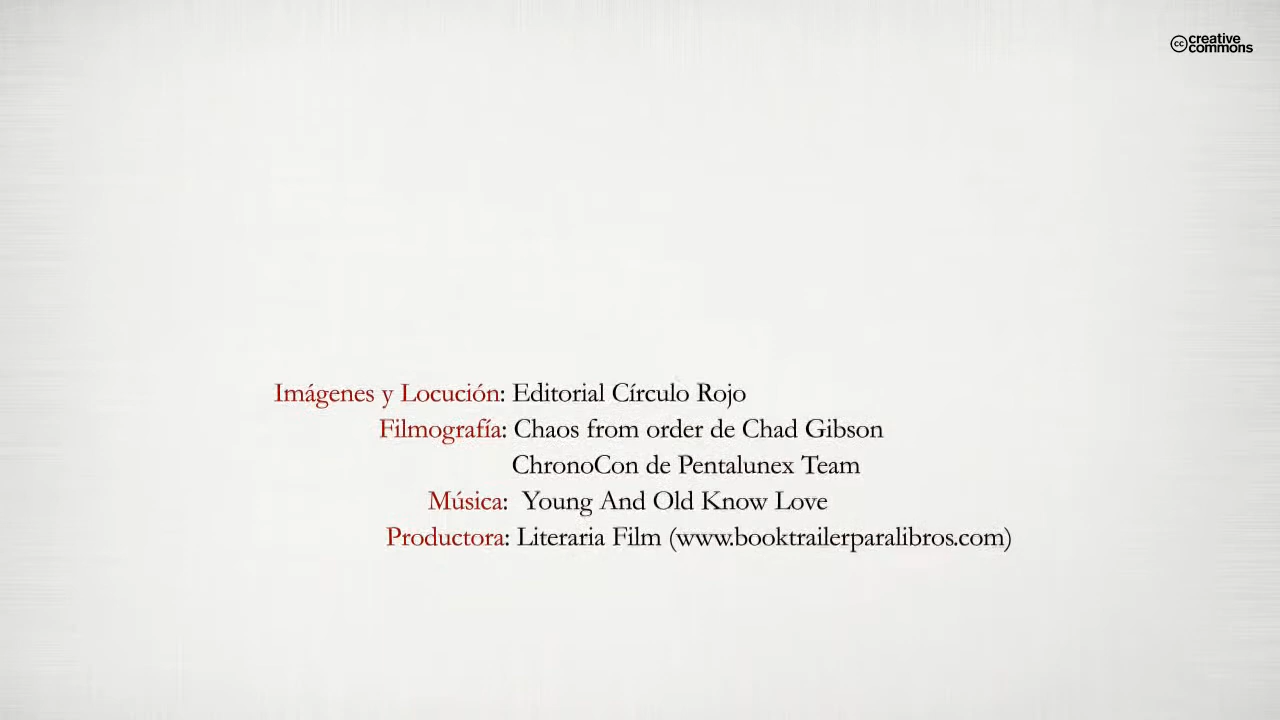 cc creative
commons
Imágenes y Locución: Editorial Círculo Rojo
Filmografía: Chaos from order de Chad Gibson
ChronoCon de Pentalunex Team
Música: Young And Old Know Love
Productora: Literaria Film (www.booktrailerparalibros.com)